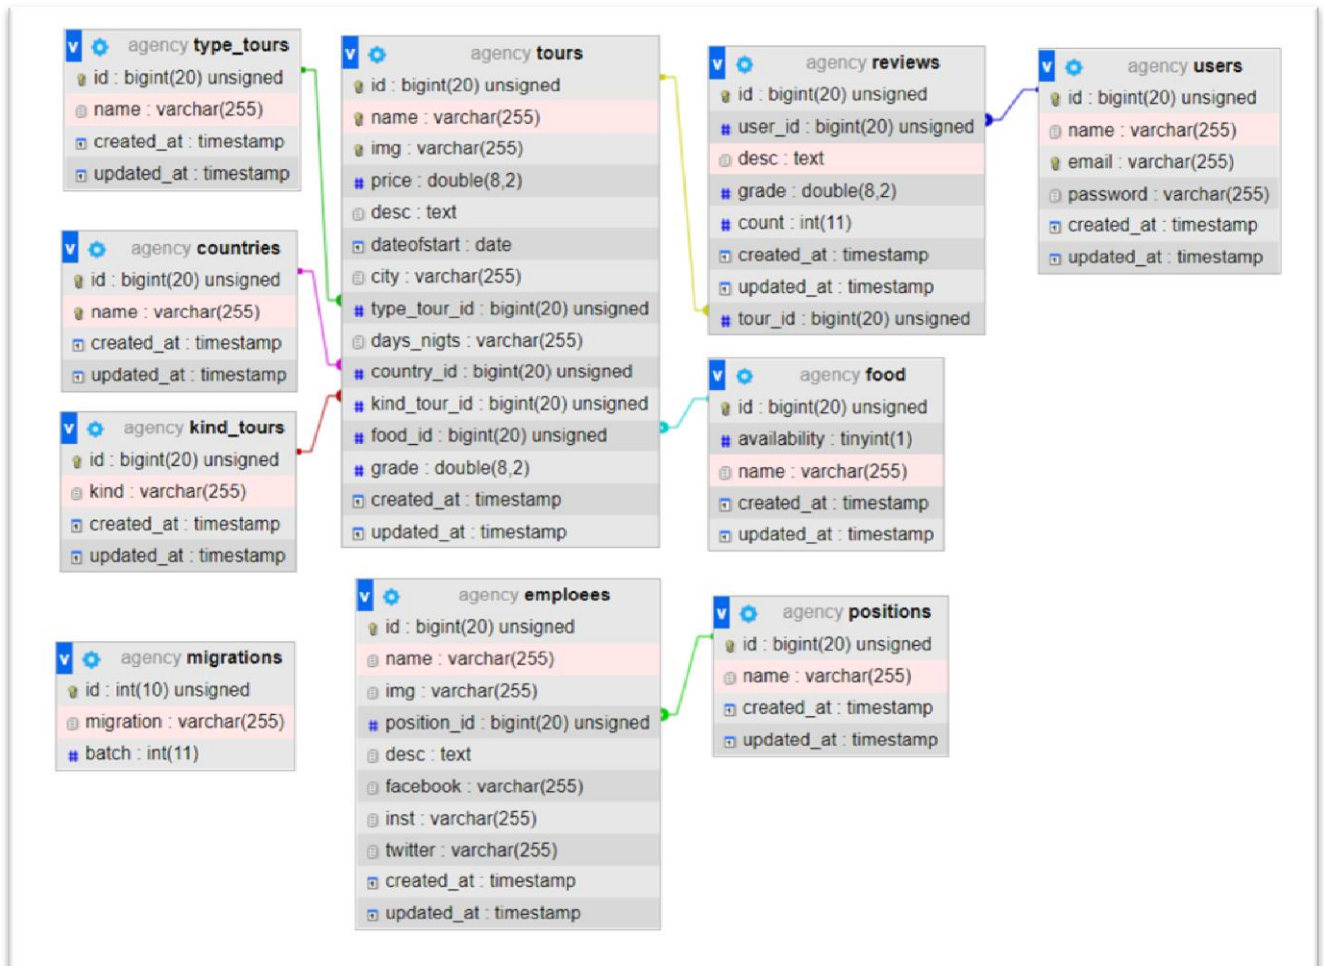 agency type_tours
id : bigint(20) unsigned
name : varchar(255)
created_at : timestamp
updated_at : timestamp
agency countries
id : bigint(20) unsigned
name : varchar(255)
created_at : timestamp
updated_at : timestamp
agency kind_tours
id : bigint(20) unsigned
kind : varchar(255)
created_at : timestamp
updated_at : timestamp
agency migrations
id : int(10) unsigned
migration : varchar(255)
batch : int(11)
agency tours
id : bigint(20) unsigned
name : varchar(255)
img : varchar(255)
price : double(8,2)
desc : text
dateofstart : date
city : varchar(255)
type_tour_id : bigint(20) unsigned
days_nigts : varchar(255)
country_id : bigint(20) unsigned
kind_tour_id : bigint(20) unsigned
food_id : bigint(20) unsigned
grade : double(8,2)
created_at : timestamp
updated_at : timestamp
agency emploees
id : bigint(20) unsigned
name : varchar(255)
img : varchar(255)
position_id : bigint(20) unsigned
desc : text
facebook : varchar(255)
inst : varchar(255)
twitter : varchar(255)
created_at : timestamp
updated_at : timestamp
agency reviews
id : bigint(20) unsigned
user_id : bigint(20) unsigned
desc : text
grade : double(8,2)
count : int(11)
created_at : timestamp
updated_at : timestamp
tour_id : bigint(20) unsigned
agency food
id : bigint(20) unsigned
availability : tinyint(1)
name : varchar(255)
created_at : timestamp
updated_at : timestamp
agency positions
id : bigint(20) unsigned
name : varchar(255)
created_at : timestamp
updated_at : timestamp
agency users
id : bigint(20) unsigned
name : varchar(255)
email : varchar(255)
password : varchar(255)
created_at : timestamp
updated_at : timestamp